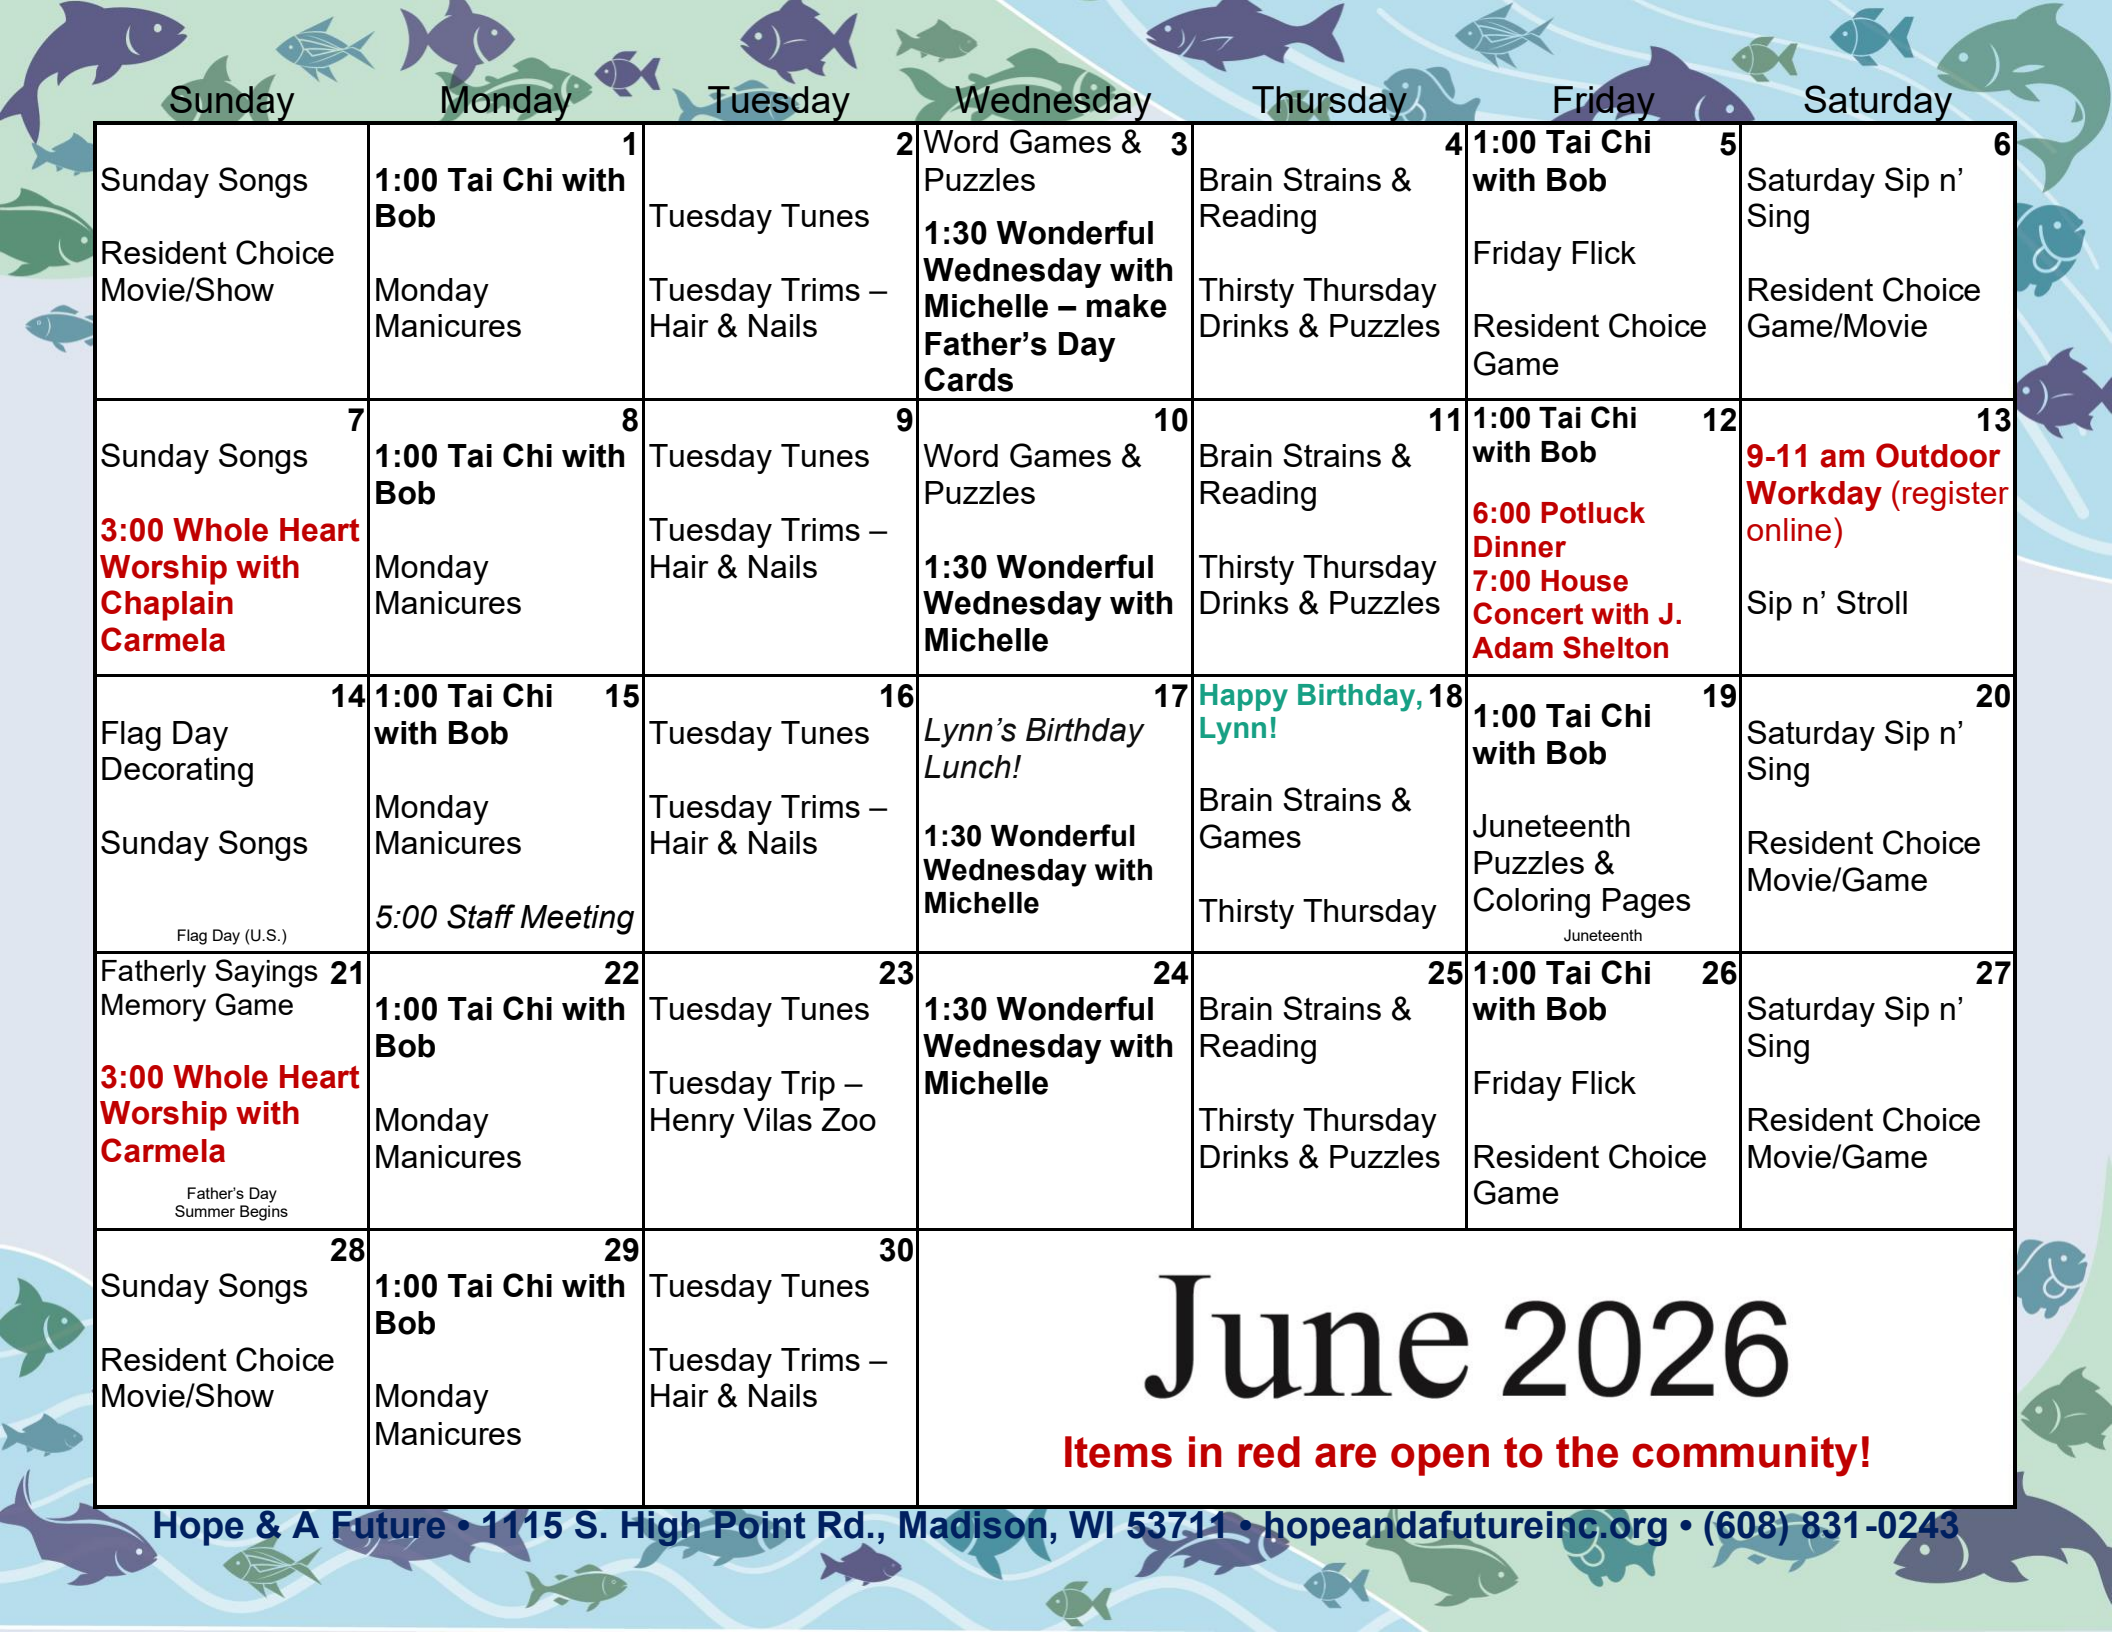 Sunday Monday Tuesday Wednesday Thursday Friday Saturday
Sunday Songs
Resident Choice
Movie/Show
1
1:00 Tai Chi with
Bob
Monday
Manicures
2
Tuesday Tunes
Tuesday Trims –
Hair & Nails
Word Games & 3
Puzzles
1:30 Wonderful
Wednesday with
Michelle – make
Father’s Day
Cards
4
Brain Strains &
Reading
Thirsty Thursday
Drinks & Puzzles
1:00 Tai Chi 5
with Bob
Friday Flick
Resident Choice
Game
6
Saturday Sip n’
Sing
Resident Choice
Game/Movie
7
Sunday Songs
3:00 Whole Heart
Worship with
Chaplain
Carmela
8
1:00 Tai Chi with
Bob
Monday
Manicures
9
Tuesday Tunes
Tuesday Trims –
Hair & Nails
10
Word Games &
Puzzles
1:30 Wonderful
Wednesday with
Michelle
11
Brain Strains &
Reading
Thirsty Thursday
Drinks & Puzzles
1:00 Tai Chi 12
with Bob
6:00 Potluck
Dinner
7:00 House
Concert with J.
Adam Shelton
13
9-11 am Outdoor
Workday (register
online)
Sip n’ Stroll
14
Flag Day
Decorating
Sunday Songs
Flag Day (U.S.)
1:00 Tai Chi 15
with Bob
Monday
Manicures
5:00 Staff Meeting
16
Tuesday Tunes
Tuesday Trims –
Hair & Nails
17
Lynn’s Birthday
Lunch!
1:30 Wonderful
Wednesday with
Michelle
Happy Birthday, 18
Lynn!
Brain Strains &
Games
Thirsty Thursday
19
1:00 Tai Chi
with Bob
Juneteenth
Puzzles &
Coloring Pages
Juneteenth
20
Saturday Sip n’
Sing
Resident Choice
Movie/Game
Fatherly Sayings 21
Memory Game
3:00 Whole Heart
Worship with
Carmela
Father’s Day
Summer Begins
22
1:00 Tai Chi with
Bob
Monday
Manicures
23
Tuesday Tunes
Tuesday Trip –
Henry Vilas Zoo
24
1:30 Wonderful
Wednesday with
Michelle
25
Brain Strains &
Reading
Thirsty Thursday
Drinks & Puzzles
1:00 Tai Chi 26
with Bob
Friday Flick
Resident Choice
Game
27
Saturday Sip n’
Sing
Resident Choice
Movie/Game
28
Sunday Songs
Resident Choice
Movie/Show
29
1:00 Tai Chi with
Bob
Monday
Manicures
30
Tuesday Tunes
Tuesday Trims –
Hair & Nails
June 2026
Items in red are open to the community!
Hope & A Future • 1115 S. High Point Rd., Madison, WI 53711 • hopeandafutureinc.org • (608) 831-0243